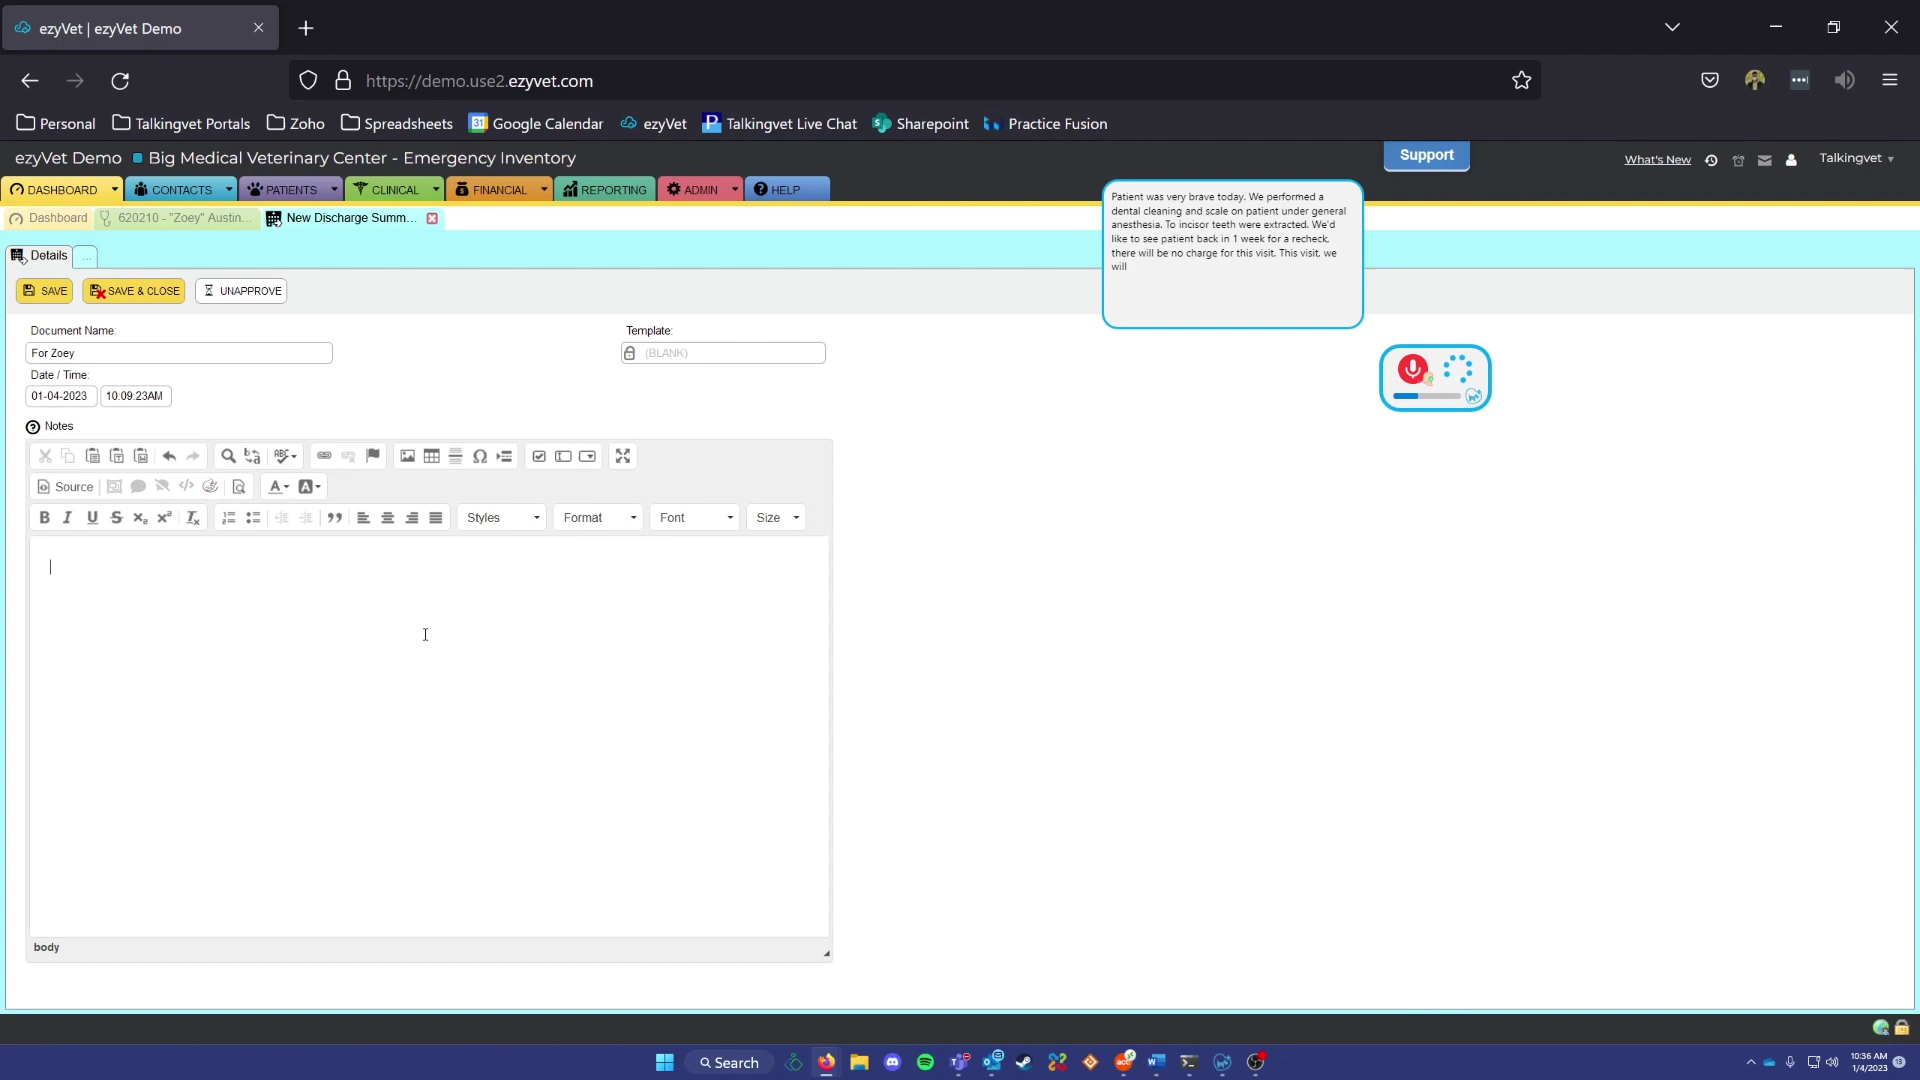 ezyVet | ezyVet Demo
https://demo.use2.ezyvet.com
Personal Talkingvet Portals Zoho Spreadsheets 31 Google Calendar ezyVet Talkingvet Live Chat Sharepoint Practice Fusion
ezyVet Demo Big Medical Veterinary Center - Emergency Inventory Support What's New Talkingvet
DASHBOARD CONTACTS PATIENTS CLINICAL FINANCIAL REPORTING ADMIN HELP
Dashboard 620210 - "Zoey" Austin... New Discharge Summ...
Patient was very brave today. We performed a
dental cleaning and scale on patient under general
anesthesia. To incisor teeth were extracted. We'd
like to see patient back in 1 week for a recheck,
there will be no charge for this visit. This visit, we
will
Details ...
SAVE SAVE & CLOSE UNAPPROVE
Document Name: Template:
For Zoey (BLANK)
Date / Time:
01-04-2023 10:09:23AM
Notes
ABC
Source A A
B I U S x₂ x² Tx Styles Format Font Size
body
Search 10:36 AM
1/4/2023 13